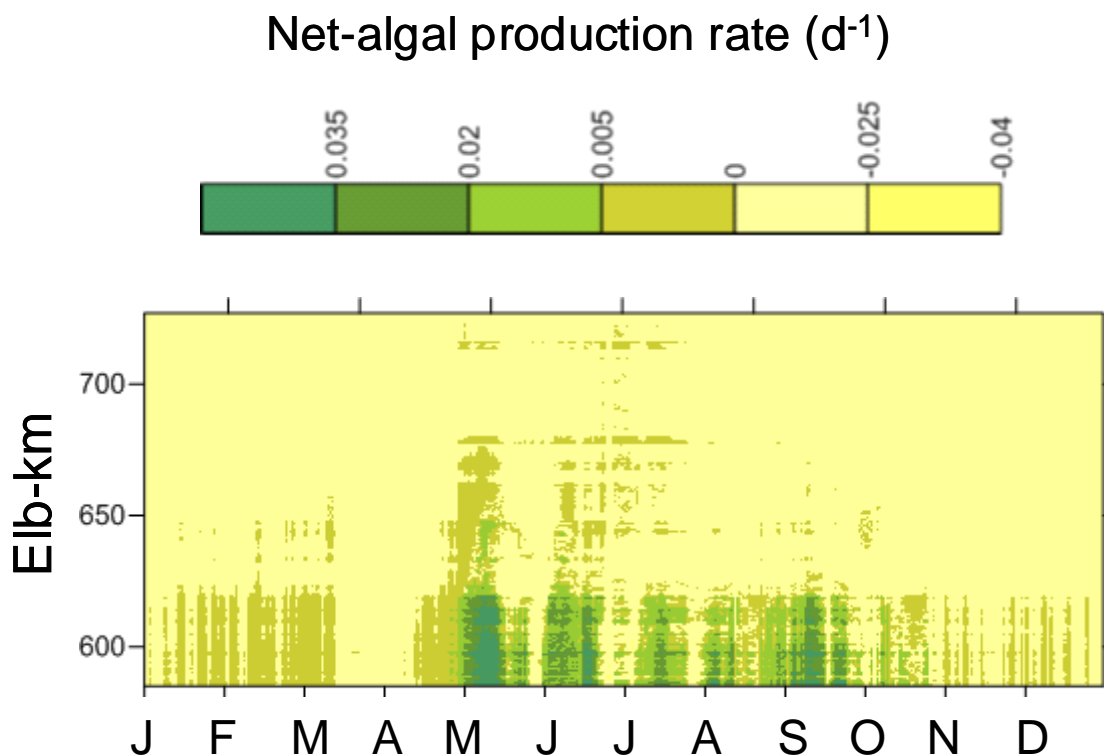 Net-algal production rate (d-1)
0.035 0.02 0.005 0 -0.025 -0.04
Elb-km
700
650
600
J F M A M J J A S O N D